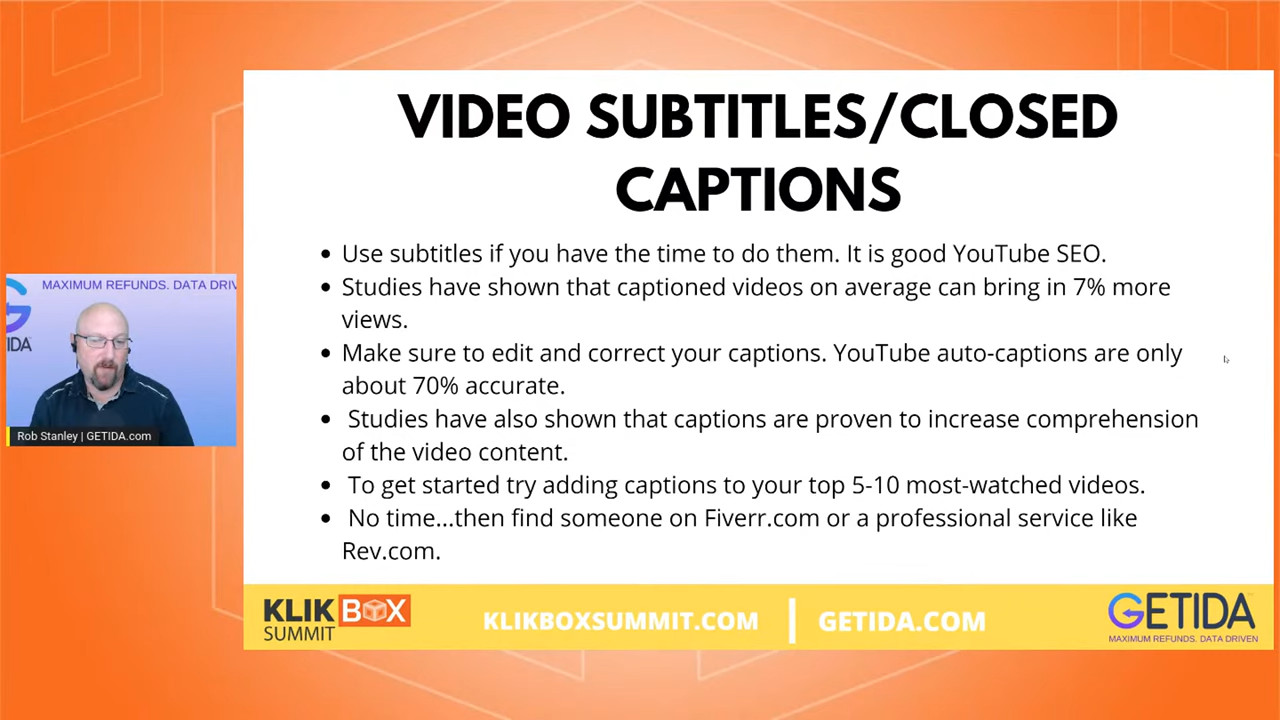 VIDEO SUBTITLES/CLOSED
CAPTIONS
• Use subtitles if you have the time to do them. It is good YouTube SEO.
• Studies have shown that captioned videos on average can bring in 7% more
views.
• Make sure to edit and correct your captions. YouTube auto-captions are only
about 70% accurate.
• Studies have also shown that captions are proven to increase comprehension
of the video content.
• To get started try adding captions to your top 5-10 most-watched videos.
• No time...then find someone on Fiverr.com or a professional service like
Rev.com.
MAXIMUM REFUNDS. DATA DRIV
IDA
Rob Stanley | GETIDA.com
KLIK BOX
SUMMIT
KLIKBOXSUMMIT.COM | GETIDA.COM
GETIDA
MAXIMUM REFUNDS. DATA DRIVEN